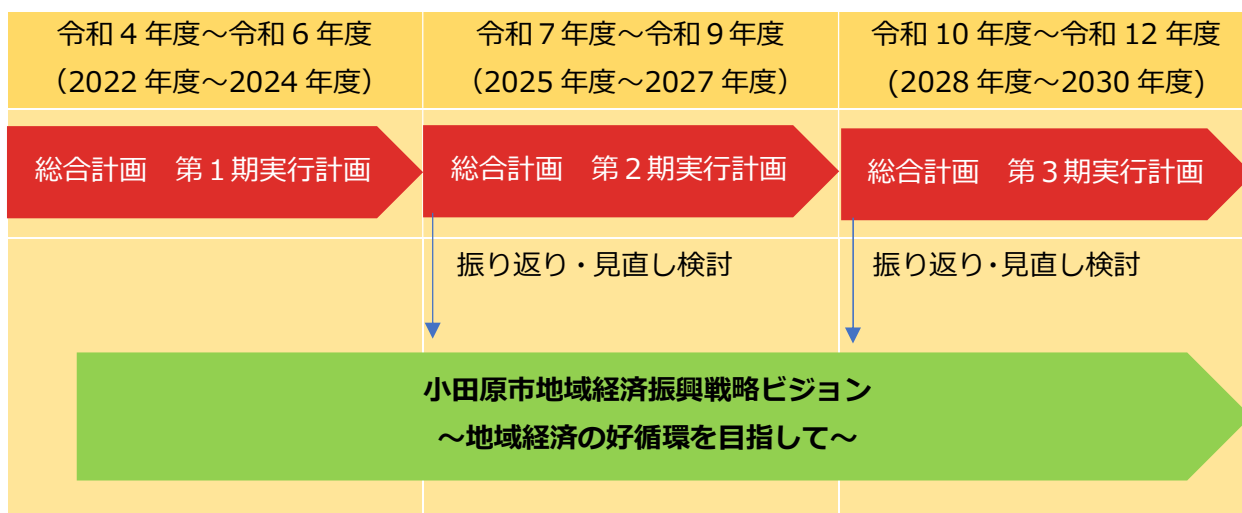 令和４年度～令和６年度
（2022 年度～2024 年度）
令和７年度～令和９年度
（2025 年度～2027 年度）
令和 10 年度～令和 12 年度
(2028 年度～2030 年度)
総合計画　第１期実行計画
総合計画　第２期実行計画
総合計画　第３期実行計画
振り返り・見直し検討
振り返り・見直し検討
小田原市地域経済振興戦略ビジョン
～地域経済の好循環を目指して～